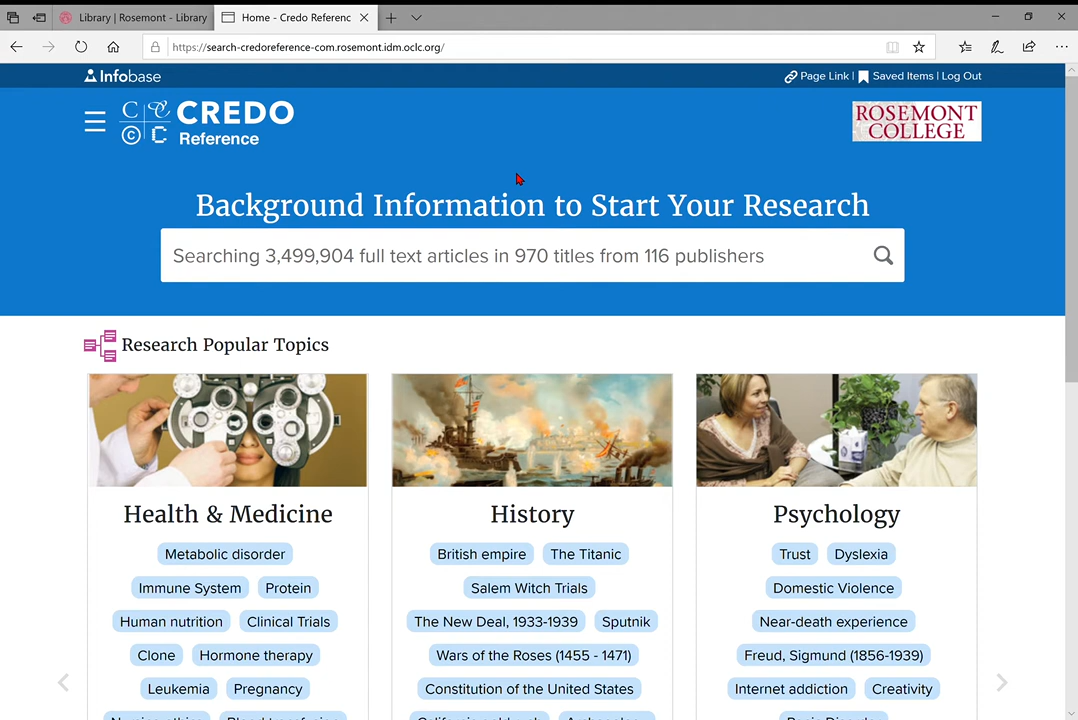 Library | Rosemont - Library
Home - Credo Referenc
https://search-credoreference-com.rosemont.idm.oclc.org/
Infobase
Page Link | Saved Items | Log Out
CREDO
Reference
ROSEMONT
COLLEGE
Background Information to Start Your Research
Searching 3,499,904 full text articles in 970 titles from 116 publishers
Research Popular Topics
Health & Medicine
Metabolic disorder
Immune System Protein
Human nutrition Clinical Trials
Clone Hormone therapy
Leukemia Pregnancy
History
British empire The Titanic
Salem Witch Trials
The New Deal, 1933-1939 Sputnik
Wars of the Roses (1455 - 1471)
Constitution of the United States
Psychology
Trust Dyslexia
Domestic Violence
Near-death experience
Freud, Sigmund (1856-1939)
Internet addiction Creativity